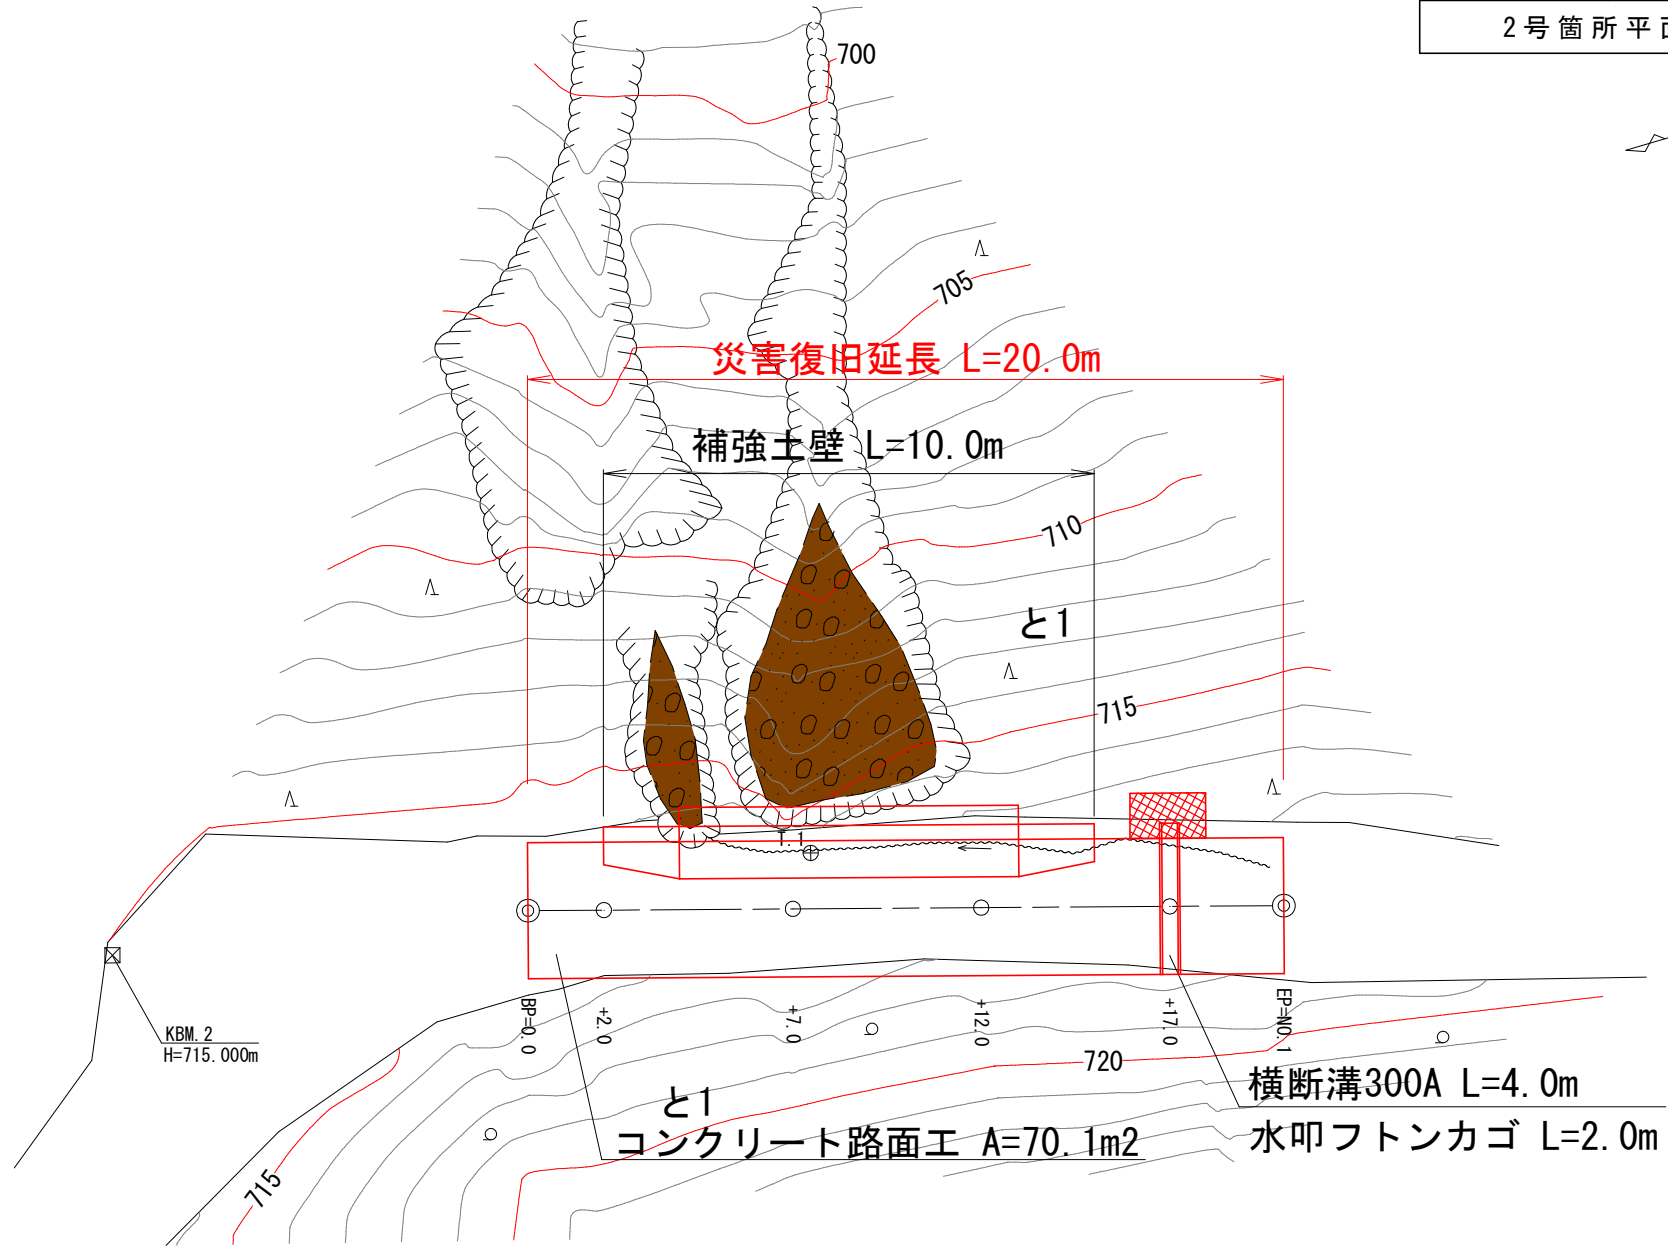 2号箇所平面
700
705
災害復旧延長 L=20.0m
補強土壁 L=10.0m
710
と1
715
T.1
BP=0.0
+2.0
+7.0
+12.0
+17.0
EP=NO.1
KBM.2
H=715.000m
720
と1
コンクリート路面工 A=70.1m2
横断溝300A L=4.0m
水叩フトンカゴ L=2.0m
715